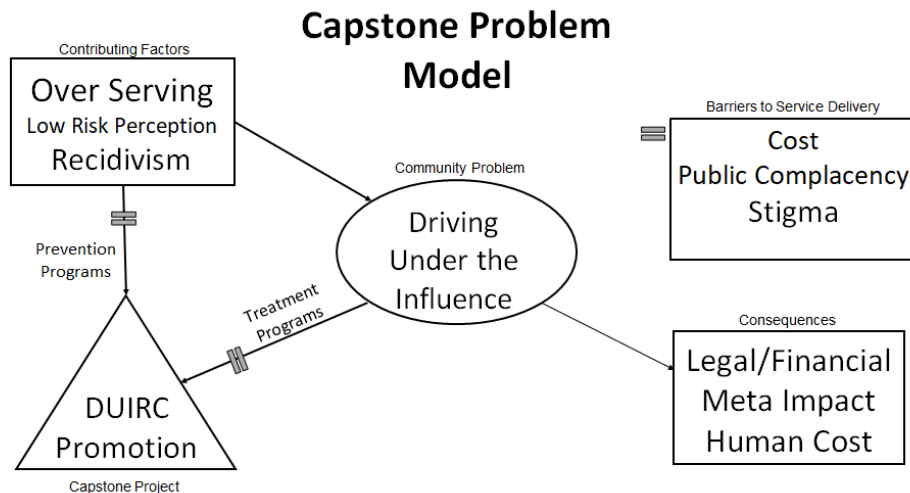 Capstone Problem
Model
Contributing Factors
Over Serving
Low Risk Perception
Recidivism
Barriers to Service Delivery
Cost
Public Complacency
Stigma
Community Problem
Driving
Under the
Influence
Prevention
Programs
Treatment
Programs
Consequences
Legal/Financial
Meta Impact
Human Cost
DUIRC
Promotion
Capstone Project